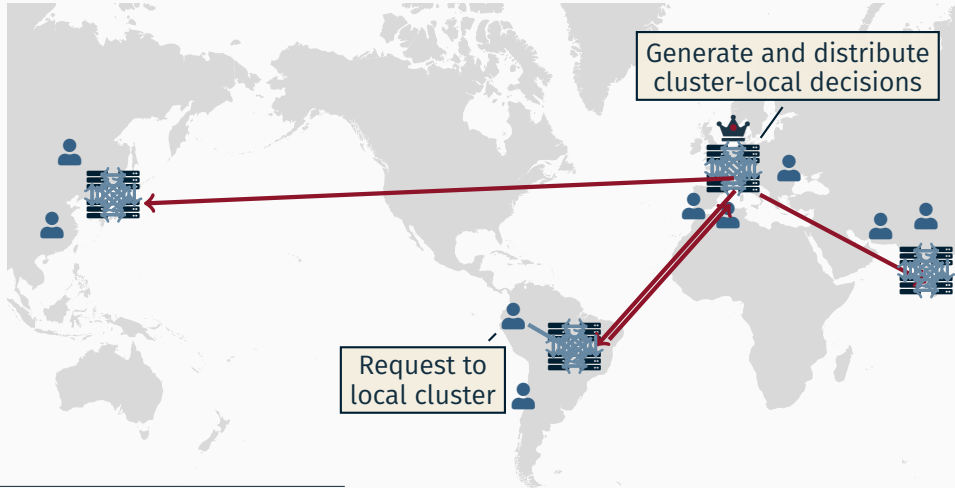 Generate and distribute
cluster-local decisions
Request to
local cluster